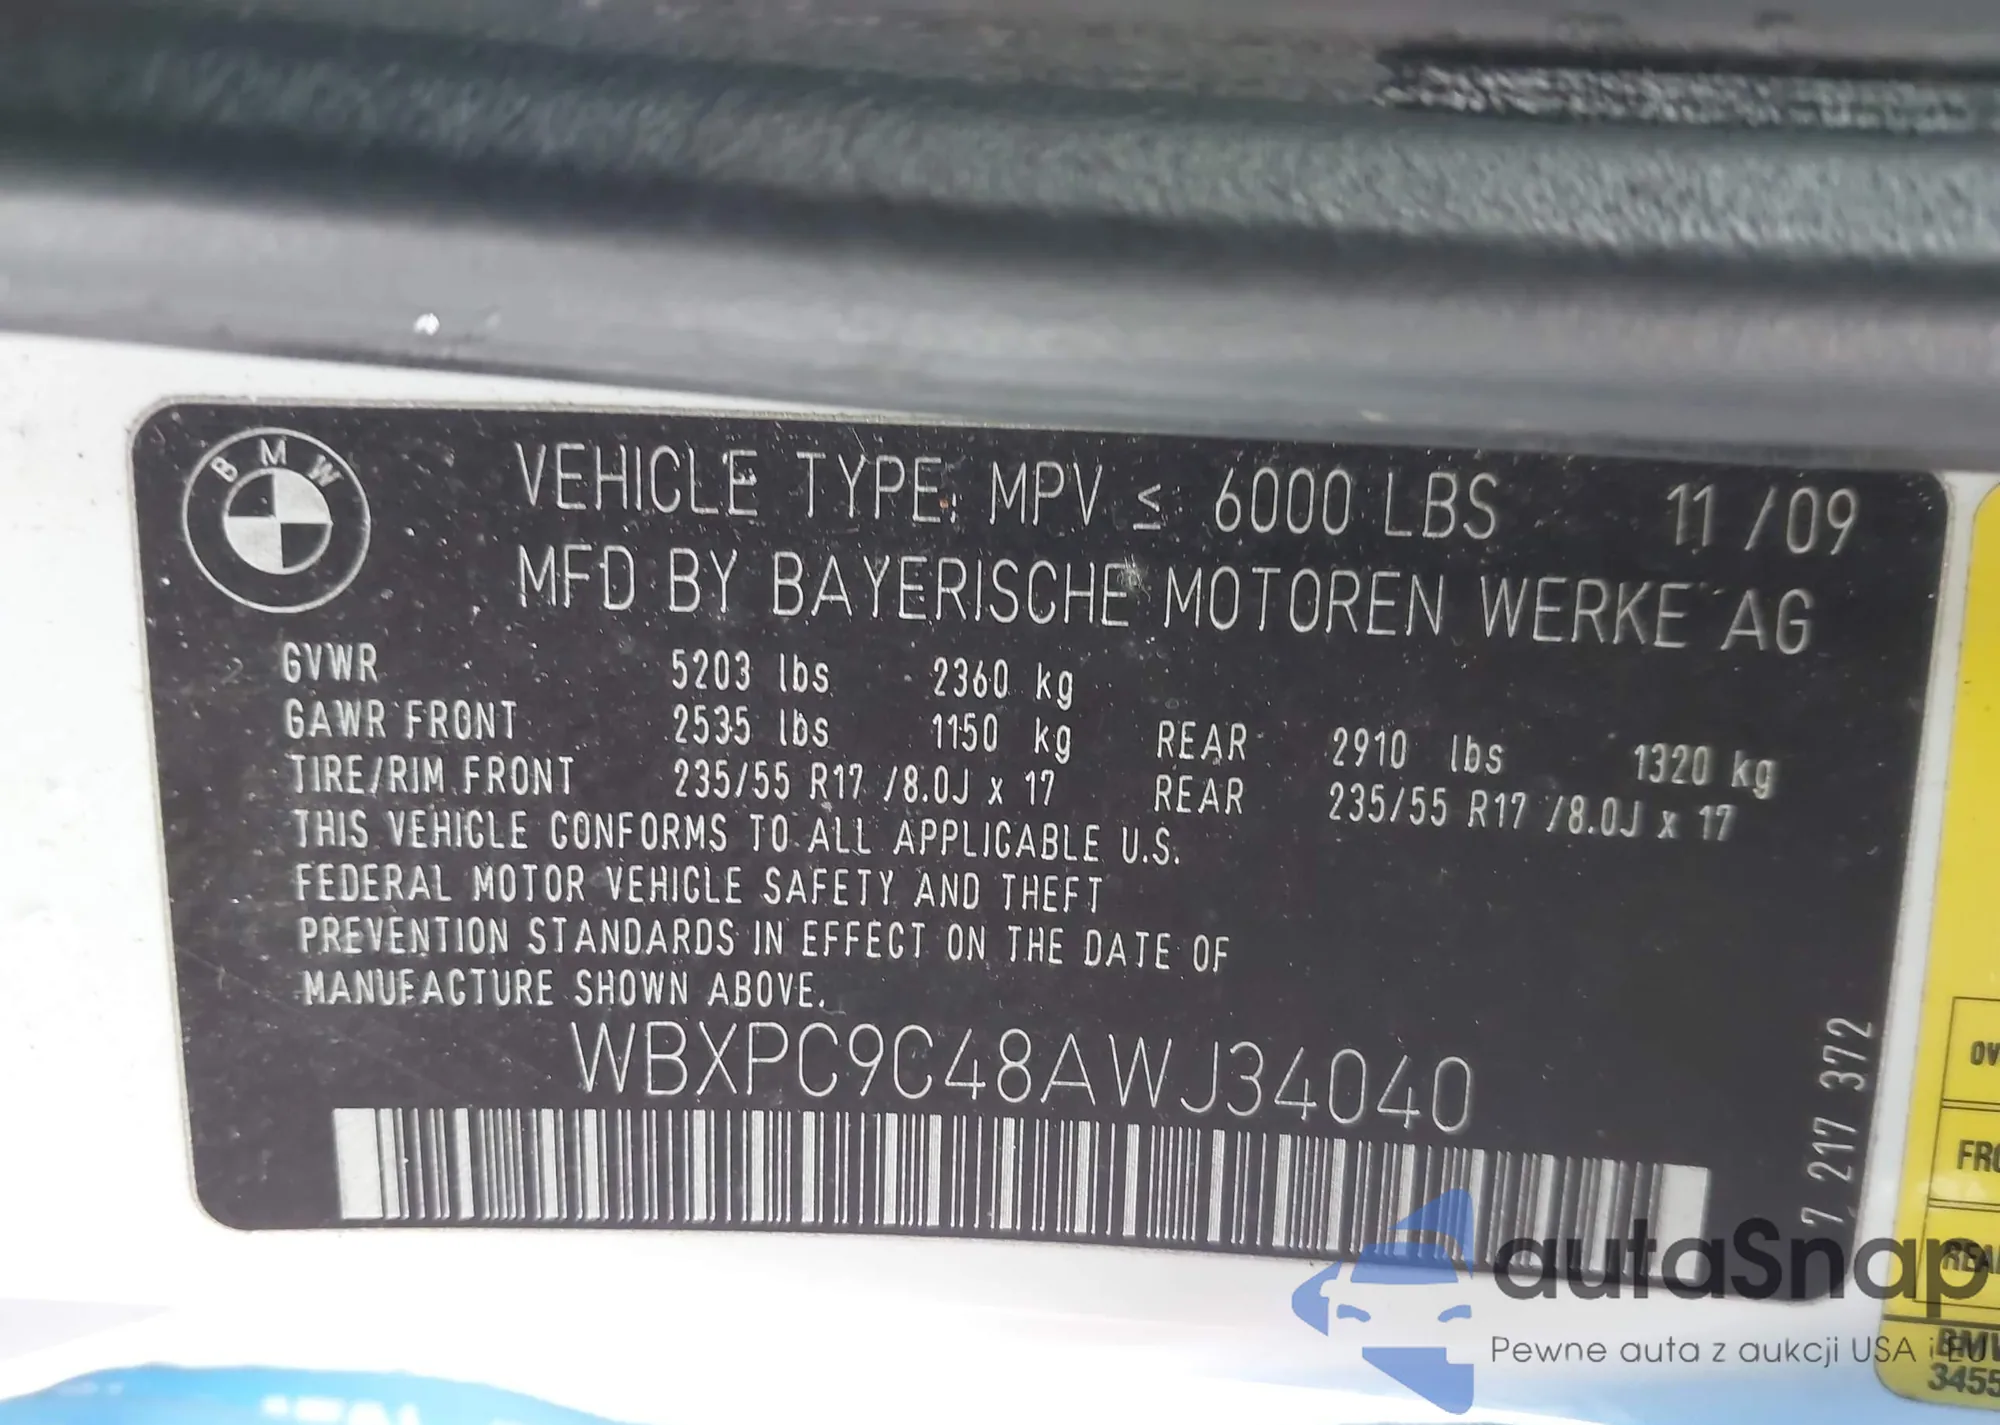 BMW
VEHICLE TYPE: MPV ≤ 6000 LBS 11 /09
MFD BY BAYERISCHE MOTOREN WERKE AG
GVWR 5203 lbs 2360 kg
GAWR FRONT 2535 lbs 1150 kg REAR 2910 lbs 1320 kg
TIRE/RIM FRONT 235/55 R17 /8.0J x 17 REAR 235/55 R17 /8.0J x 17
THIS VEHICLE CONFORMS TO ALL APPLICABLE U.S.
FEDERAL MOTOR VEHICLE SAFETY AND THEFT
PREVENTION STANDARDS IN EFFECT ON THE DATE OF
MANUFACTURE SHOWN ABOVE.
WBXPC9C48AWJ34040
7 217 372
autaSnap
Pewne auta z aukcji USA i EU